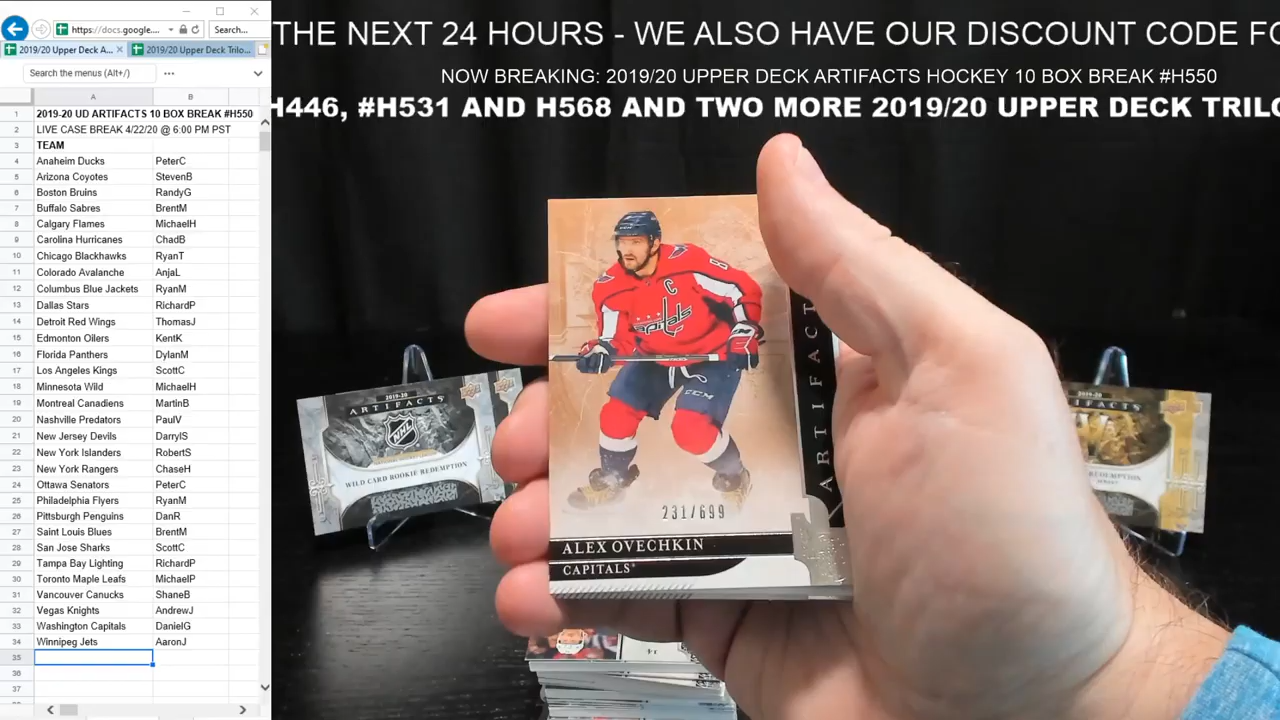 https://docs.google....
Search...
2019/20 Upper Deck A...
2019/20 Upper Deck Trilo...
Search the menus (Alt+/)
A B
1 2019-20 UD ARTIFACTS 10 BOX BREAK #H550
2 LIVE CASE BREAK 4/22/20 @ 6:00 PM PST
3 TEAM
4 Anaheim Ducks PeterC
5 Arizona Coyotes StevenB
6 Boston Bruins RandyG
7 Buffalo Sabres BrentM
8 Calgary Flames MichaelH
9 Carolina Hurricanes ChadB
10 Chicago Blackhawks RyanT
11 Colorado Avalanche AnjaL
12 Columbus Blue Jackets RyanM
13 Dallas Stars RichardP
14 Detroit Red Wings ThomasJ
15 Edmonton Oilers KentK
16 Florida Panthers DylanM
17 Los Angeles Kings ScottC
18 Minnesota Wild MichaelH
19 Montreal Canadiens MartinB
20 Nashville Predators PaulV
21 New Jersey Devils DarrylS
22 New York Islanders RobertS
23 New York Rangers ChaseH
24 Ottawa Senators PeterC
25 Philadelphia Flyers RyanM
26 Pittsburgh Penguins DanR
27 Saint Louis Blues BrentM
28 San Jose Sharks ScottC
29 Tampa Bay Lighting RichardP
30 Toronto Maple Leafs MichaelP
31 Vancouver Canucks ShaneB
32 Vegas Knights AndrewJ
33 Washington Capitals DanielG
34 Winnipeg Jets AaronJ
35
36
37
THE NEXT 24 HOURS - WE ALSO HAVE OUR DISCOUNT CODE FO
NOW BREAKING: 2019/20 UPPER DECK ARTIFACTS HOCKEY 10 BOX BREAK #H550
H446, #H531 AND H568 AND TWO MORE 2019/20 UPPER DECK TRILO
C
8
capitals
CCM
231/699
ALEX OVECHKIN
CAPITALS
ARTIFACT
2019-20
ARTIFACTS
NHL
WILD CARD ROOKIE REDEMPTION
2019-20